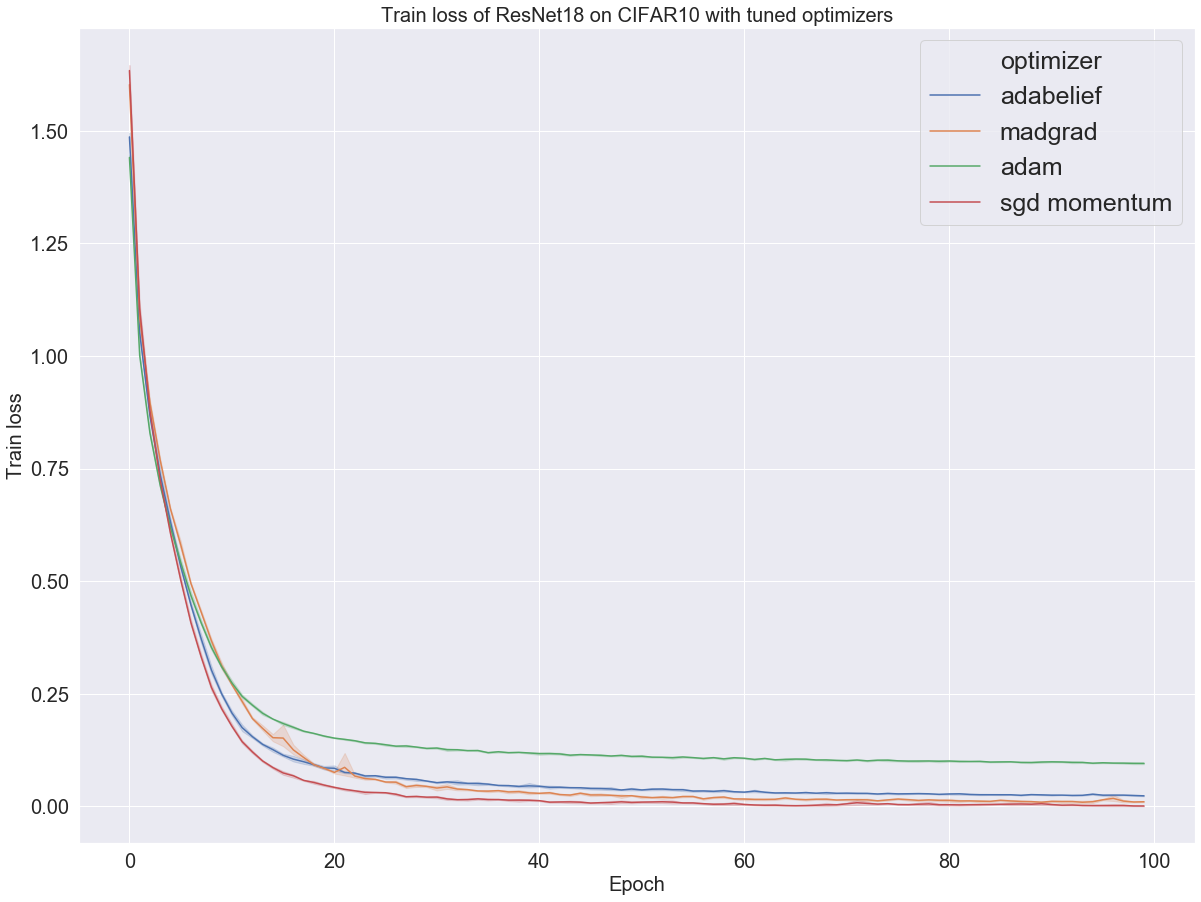 Train loss of ResNet18 on CIFAR10 with tuned optimizers
optimizer
adabelief
madgrad
adam
sgd momentum
Train loss
1.50
1.25
1.00
0.75
0.50
0.25
0.00
0 20 40 60 80 100
Epoch